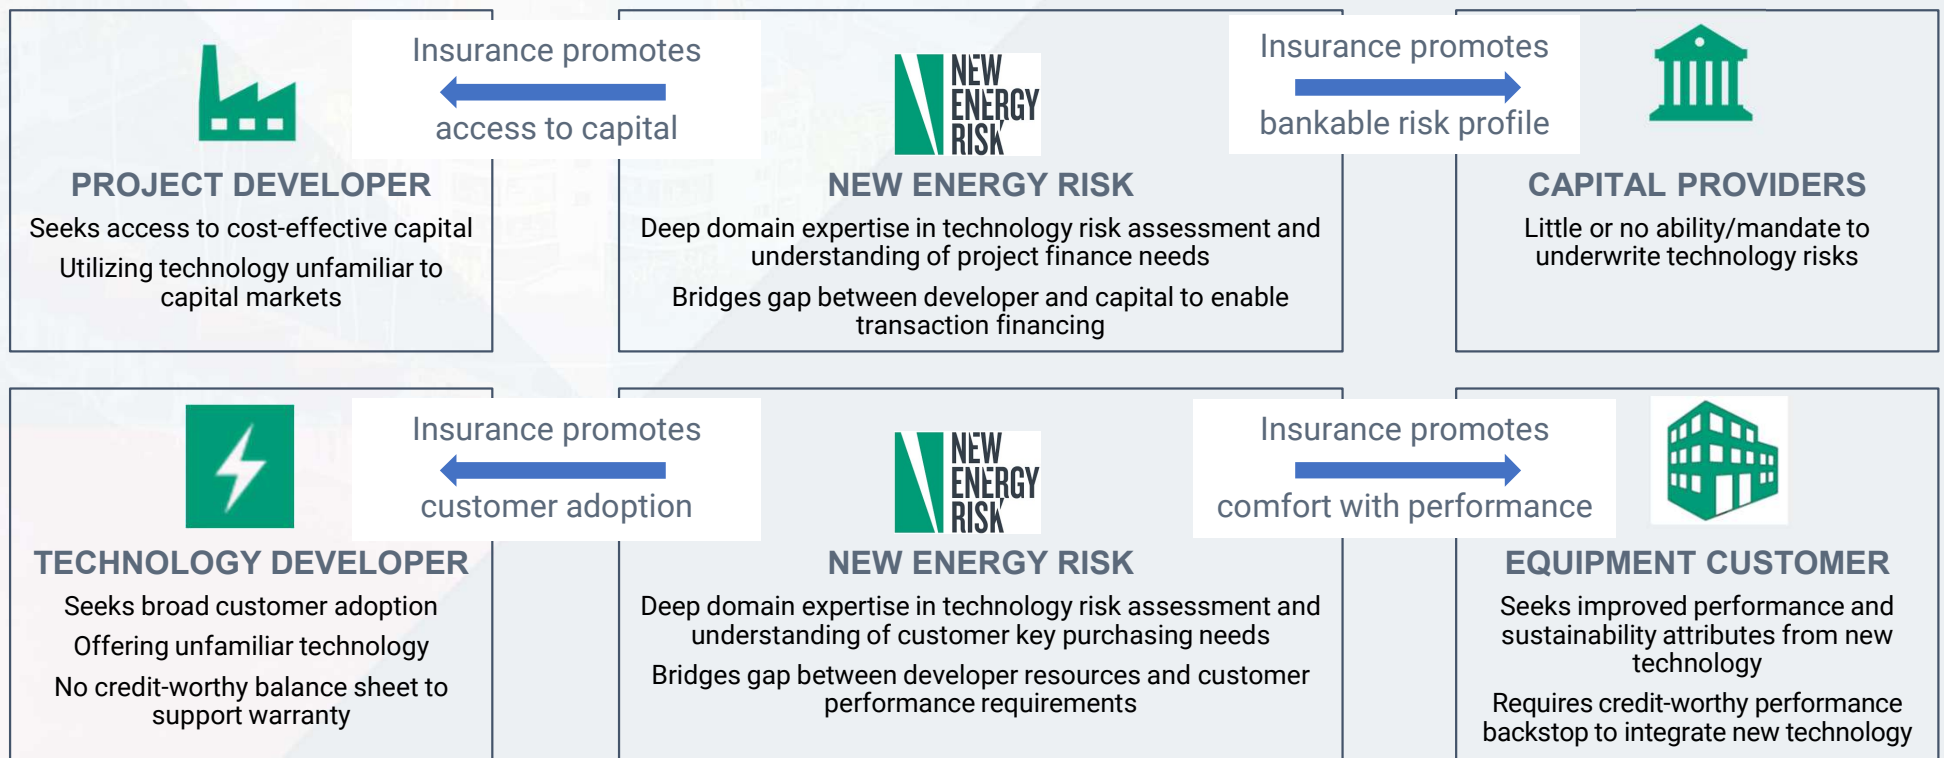 Insurance promotes
access to capital
PROJECT DEVELOPER
Seeks access to cost-effective capital
Utilizing technology unfamiliar to
capital markets
NEW
ENERGY
RISK
NEW ENERGY RISK
Deep domain expertise in technology risk assessment and
understanding of project finance needs
Bridges gap between developer and capital to enable
transaction financing
Insurance promotes
bankable risk profile
CAPITAL PROVIDERS
Little or no ability/mandate to
underwrite technology risks
Insurance promotes
customer adoption
TECHNOLOGY DEVELOPER
Seeks broad customer adoption
Offering unfamiliar technology
No credit-worthy balance sheet to
support warranty
NEW
ENERGY
RISK
NEW ENERGY RISK
Deep domain expertise in technology risk assessment and
understanding of customer key purchasing needs
Bridges gap between developer resources and customer
performance requirements
Insurance promotes
comfort with performance
EQUIPMENT CUSTOMER
Seeks improved performance and
sustainability attributes from new
technology
Requires credit-worthy performance
backstop to integrate new technology